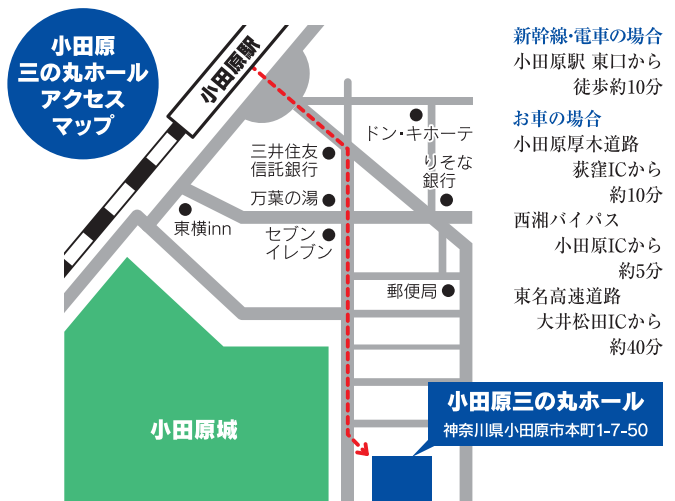 小田原
三の丸ホール
アクセス
マップ
小田原駅
ドン・キホーテ
三井住友
信託銀行
りそな
銀行
万葉の湯
東横inn
セブン
イレブン
郵便局
小田原城
小田原三の丸ホール
神奈川県小田原市本町1-7-50
新幹線・電車の場合
小田原駅 東口から
徒歩約10分
お車の場合
小田原厚木道路
荻窪ICから
約10分
西湘バイパス
小田原ICから
約5分
東名高速道路
大井松田ICから
約40分